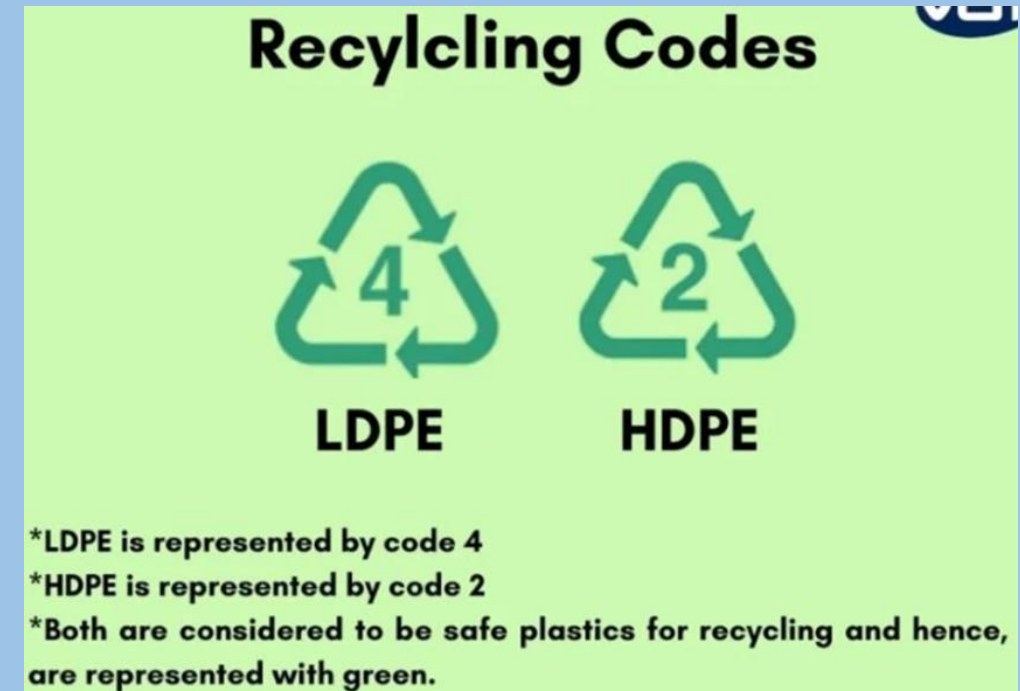 Recylcling Codes
4
2
LDPE
HDPE
*LDPE is represented by code 4
*HDPE is represented by code 2
*Both are considered to be safe plastics for recycling and hence,
are represented with green.